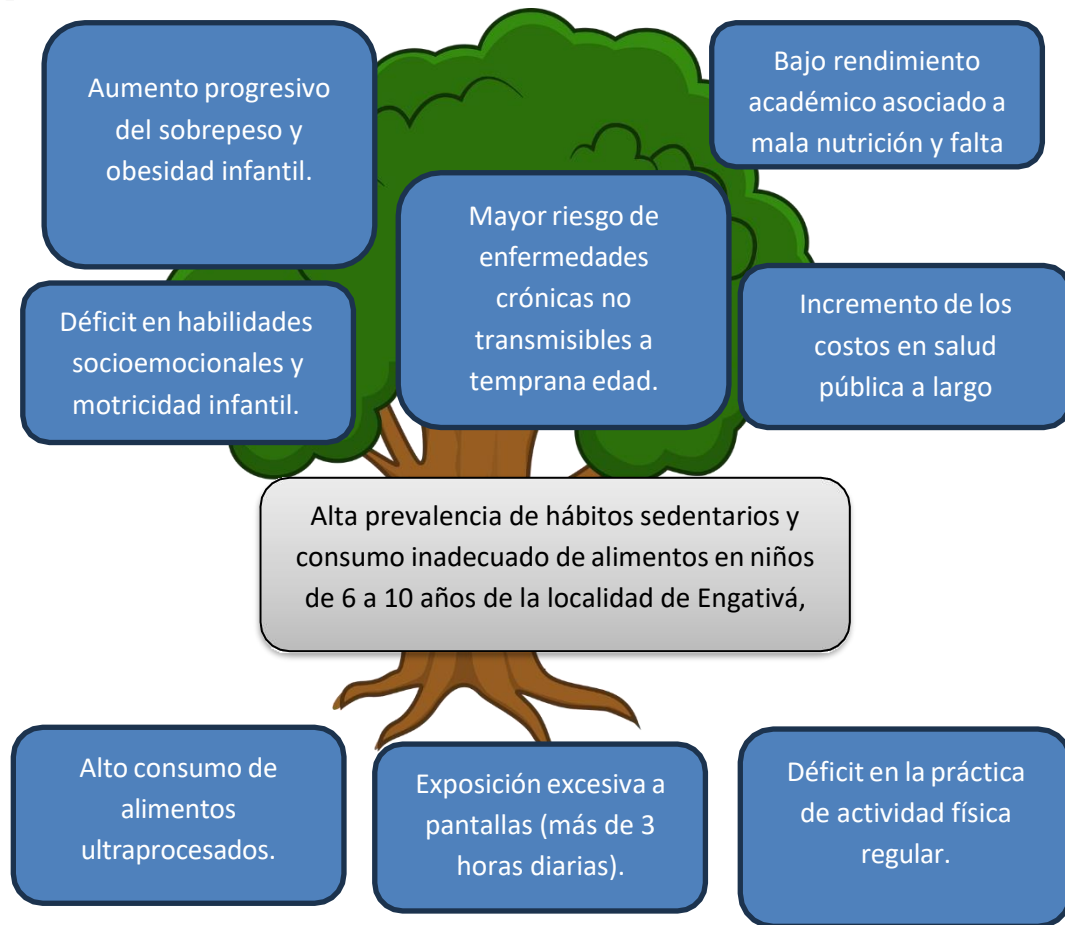 Aumento progresivo
del sobrepeso y
obesidad infantil.
Bajo rendimiento
académico asociado a
mala nutrición y falta
Mayor riesgo de
enfermedades
crónicas no
transmisibles a
temprana edad.
Déficit en habilidades
socioemocionales y
motricidad infantil.
Incremento de los
costos en salud
pública a largo
Alta prevalencia de hábitos sedentarios y
consumo inadecuado de alimentos en niños
de 6 a 10 años de la localidad de Engativá,
Alto consumo de
alimentos
ultraprocesados.
Exposición excesiva a
pantallas (más de 3
horas diarias).
Déficit en la práctica
de actividad física
regular.